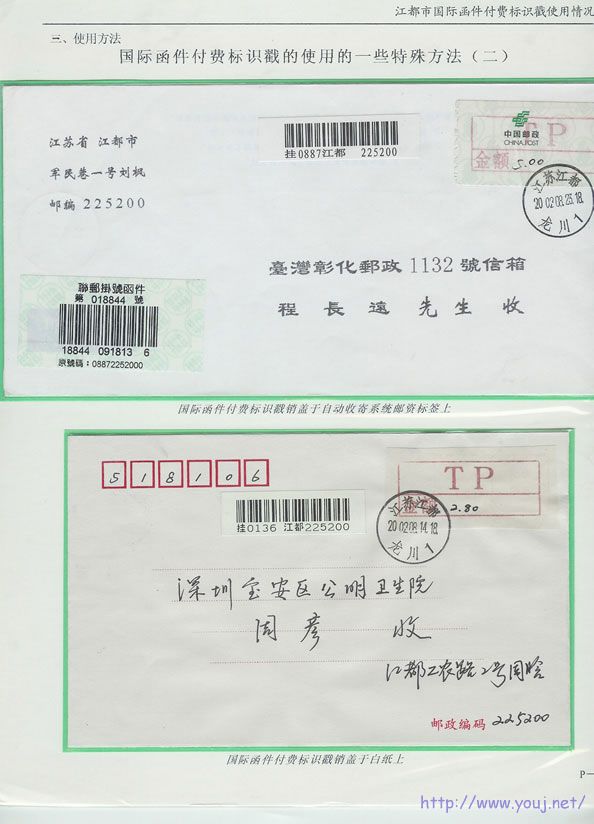 江都市国际函件付费标识戳使用情况
三、使用方法
国际函件付费标识戳的使用的一些特殊方法（二）
江苏省 江都市
军民巷一号刘枫
邮编 225200
挂0887江都 225200
中国邮政
CHINA POST
TP
金额 5.00
江苏江都
2002.08.23.18
龙川 1
臺灣彰化郵政 1132 號信箱
程長遠先生 收
聯郵掛號函件
第 018844 號
18844 091813 6
原號碼：08872252000
国际函件付费标识戳销盖于自动收寄系统邮资标签上
518106
TP
金额 2.80
挂0136 江都225200
江苏江都
2002.08.14.18
龙川 1
深圳宝安区公明卫生院
周彦 收
江都工农路2号周晗
邮政编码 225200
国际函件付费标识戳销盖于白纸上
P—
http://www.youj.net/